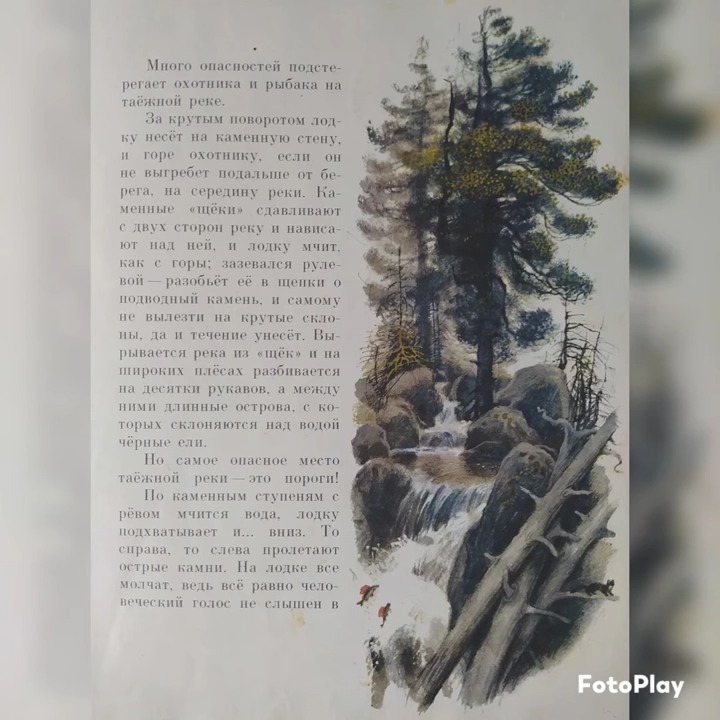 Много опасностей подсте-
регает охотника и рыбака на
таёжной реке.
За крутым поворотом лод-
ку несёт на каменную стену,
и горе охотнику, если он
не выгребет подальше от бе-
рега, на середину реки. Ка-
менные «щёки» сдавливают
с двух сторон реку и нависа-
ют над ней, и лодку мчит,
как с горы; зазевался руле-
вой — разобьёт её в щепки о
подводный камень, и самому
не вылезти на крутые скло-
ны, да и течение унесёт. Вы-
рывается река из «щёк» и на
широких плёсах разбивается
на десятки рукавов, а между
ними длинные острова, с ко-
торых склоняются над водой
чёрные ели.
Но самое опасное место
таёжной реки — это пороги!
По каменным ступеням с
рёвом мчится вода, лодку
подхватывает и... вниз. То
справа, то слева пролетают
острые камни. На лодке все
молчат, ведь всё равно чело-
веческий голос не слышен в
FotoPlay